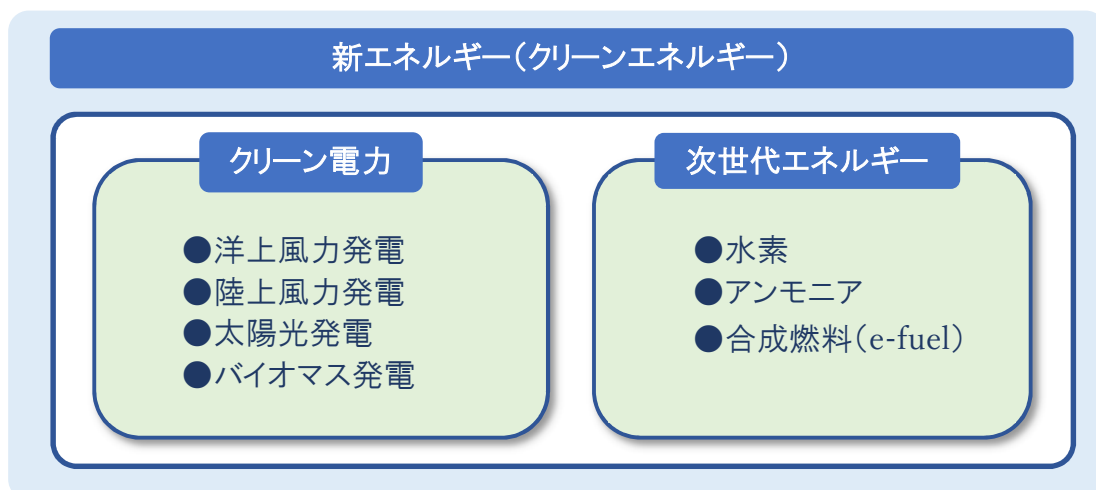 新エネルギー（クリーンエネルギー）
クリーン電力
●洋上風力発電
●陸上風力発電
●太陽光発電
●バイオマス発電
次世代エネルギー
●水素
●アンモニア
●合成燃料（e-fuel）